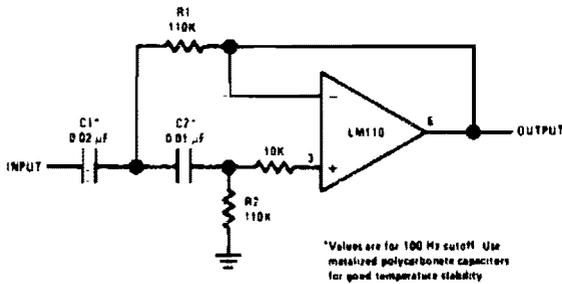 R1
110K
C1*
0.02 µF
C2*
0.01 µF
INPUT
10K
3
−
+
LM110
6
OUTPUT
R2
110K
*Values are for 100 Hz cutoff. Use
metalized polycarbonate capacitors
for good temperature stability